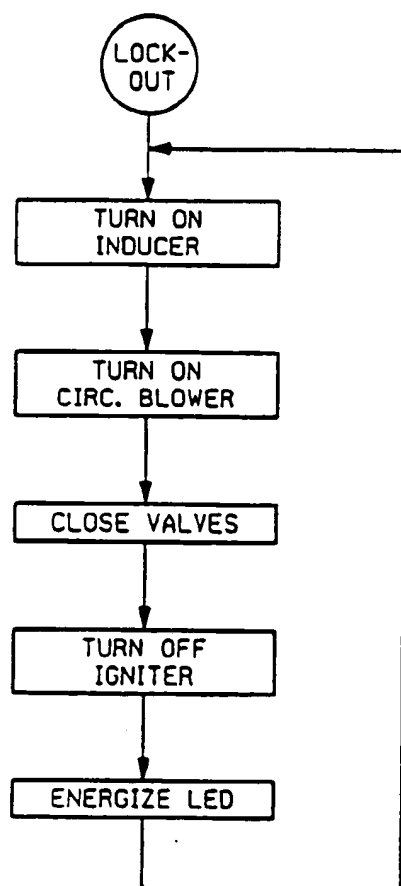 LOCK-
OUT
TURN ON
INDUCER
TURN ON
CIRC. BLOWER
CLOSE VALVES
TURN OFF
IGNITER
ENERGIZE LED